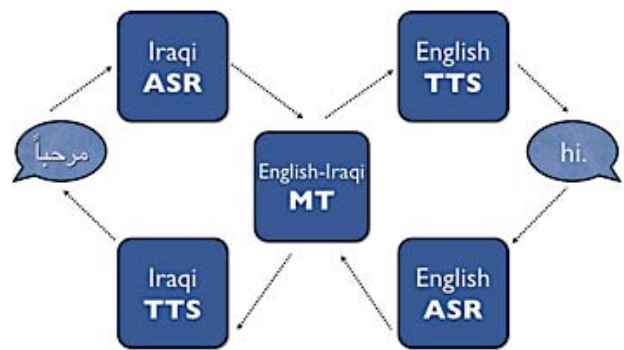 Iraqi
ASR
English
TTS
مرحباً
English-Iraqi
MT
hi.
Iraqi
TTS
English
ASR